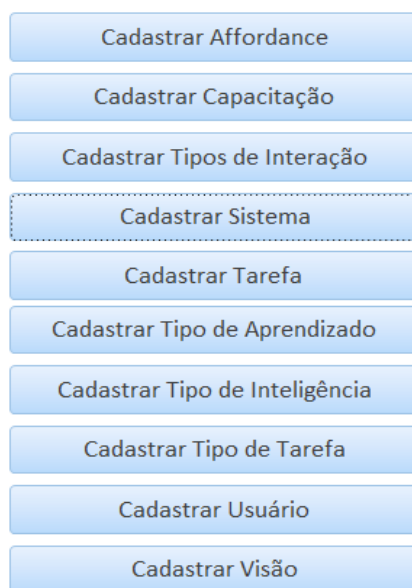 Cadastrar Affordance
Cadastrar Capacitação
Cadastrar Tipos de Interação
Cadastrar Sistema
Cadastrar Tarefa
Cadastrar Tipo de Aprendizado
Cadastrar Tipo de Inteligência
Cadastrar Tipo de Tarefa
Cadastrar Usuário
Cadastrar Visão